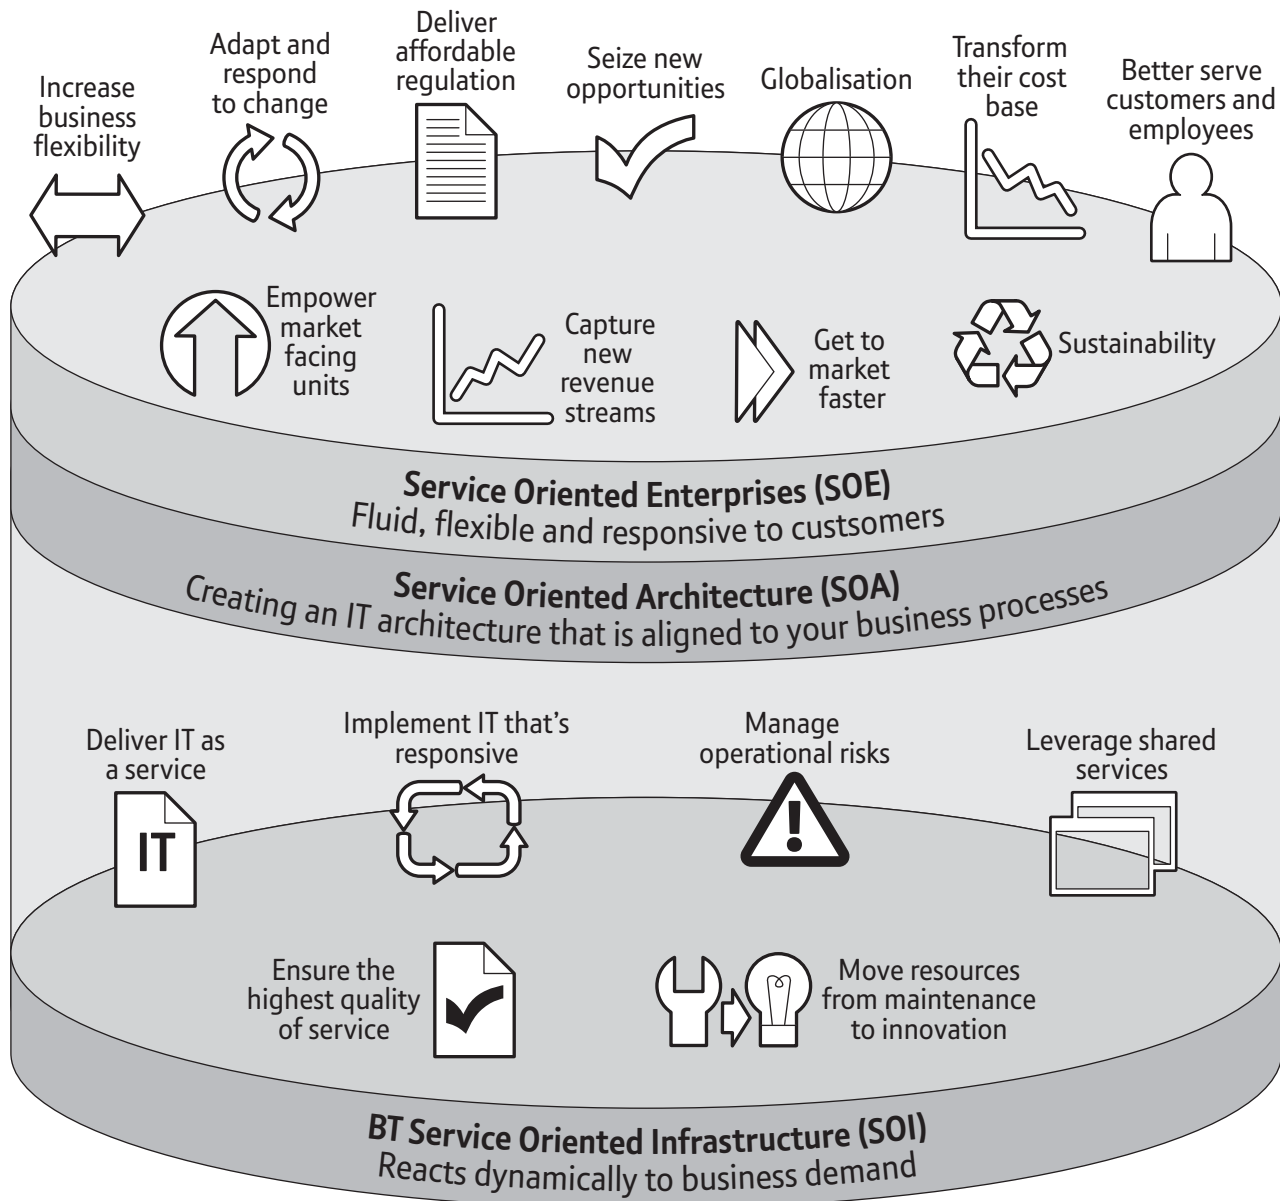 Increase
business
flexibility
Adapt and
respond
to change
Deliver
affordable
regulation
Seize new
opportunities
Globalisation
Transform
their cost
base
Better serve
customers and
employees
Empower
market
facing
units
Capture
new
revenue
streams
Get to
market
faster
Sustainability
Service Oriented Enterprises (SOE)
Fluid, flexible and responsive to custsomers
Service Oriented Architecture (SOA)
Creating an IT architecture that is aligned to your business processes
Deliver IT as
a service
IT
Implement IT that's
responsive
Manage
operational risks
!
Leverage shared
services
Ensure the
highest quality
of service
Move resources
from maintenance
to innovation
BT Service Oriented Infrastructure (SOI)
Reacts dynamically to business demand